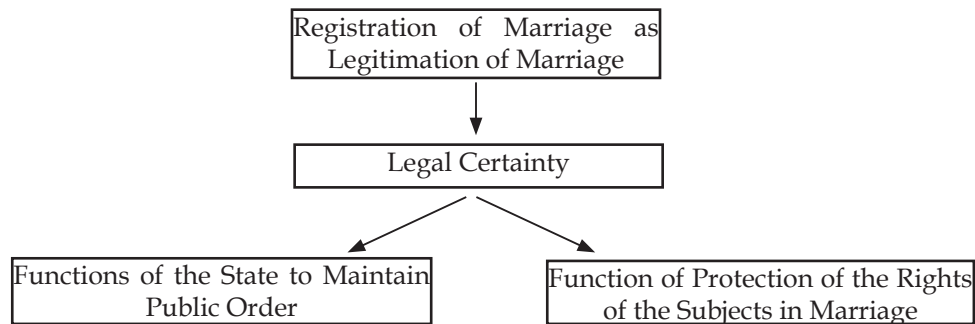 Registration of Marriage as
Legitimation of Marriage
Legal Certainty
Functions of the State to Maintain
Public Order
Function of Protection of the Rights
of the Subjects in Marriage